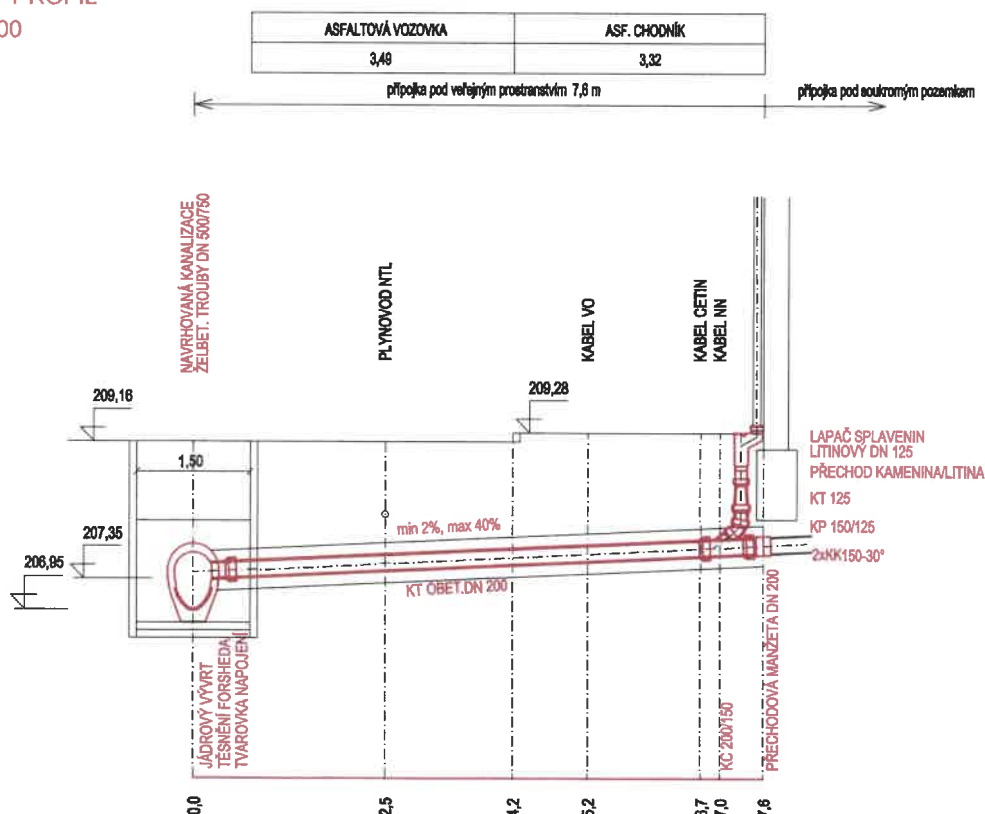 00
ASFALTOVÁ VOZOVKA
ASF. CHODNÍK
3,49
3,32
přípojka pod veřejným prostranstvím 7,6 m
přípojka pod soukromým pozemkem
NAVRHOVANÁ KANALIZACE
ŽELBET. TROUBY DN 500/750
PLYNOVOD NTL
KABEL VO
KABEL CETIN
KABEL NN
209,16
209,28
1,50
207,35
206,95
min 2%, max 40%
KT OBET.DN 200
LAPAČ SPLAVENIN
LITINOVÝ DN 125
PŘECHOD KAMENINA/LITINA
KT 125
KP 150/125
2xKK150-30°
JÁDROVÝ VÝVRT
TĚSNĚNÍ FORSHEDA
TVAROVKA NAPOJENÍ
KC 200/150
PŘECHODOVÁ MANŽETA DN 200
0,0
2,5
4,2
7,0
7,6